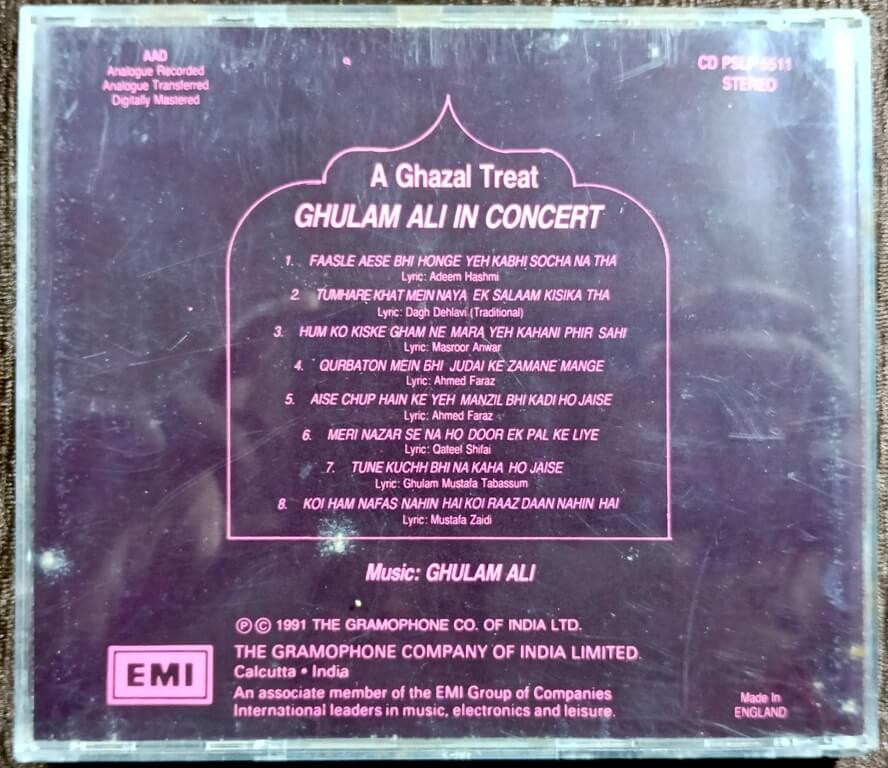 AAD
Analogue Recorded
Analogue Transferred
Digitally Mastered
CD PSLP 5511
STEREO
A Ghazal Treat
GHULAM ALI IN CONCERT
1. FAASLE AESE BHI HONGE YEH KABHI SOCHA NA THA
Lyric: Adeem Hashmi
2. TUMHARE KHAT MEIN NAYA EK SALAAM KISIKA THA
Lyric: Dagh Dehlavi (Traditional)
3. HUM KO KISKE GHAM NE MARA YEH KAHANI PHIR SAHI
Lyric: Masroor Anwar
4. QURBATON MEIN BHI JUDAI KE ZAMANE MANGE
Lyric: Ahmed Faraz
5. AISE CHUP HAIN KE YEH MANZIL BHI KADI HO JAISE
Lyric: Ahmed Faraz
6. MERI NAZAR SE NA HO DOOR EK PAL KE LIYE
Lyric: Qateel Shifai
7. TUNE KUCHH BHI NA KAHA HO JAISE
Lyric: Ghulam Mustafa Tabassum
8. KOI HAM NAFAS NAHIN HAI KOI RAAZ DAAN NAHIN HAI
Lyric: Mustafa Zaidi
Music: GHULAM ALI
℗ © 1991 THE GRAMOPHONE CO. OF INDIA LTD.
EMI
THE GRAMOPHONE COMPANY OF INDIA LIMITED
Calcutta • India
An associate member of the EMI Group of Companies
International leaders in music, electronics and leisure.
Made In
ENGLAND